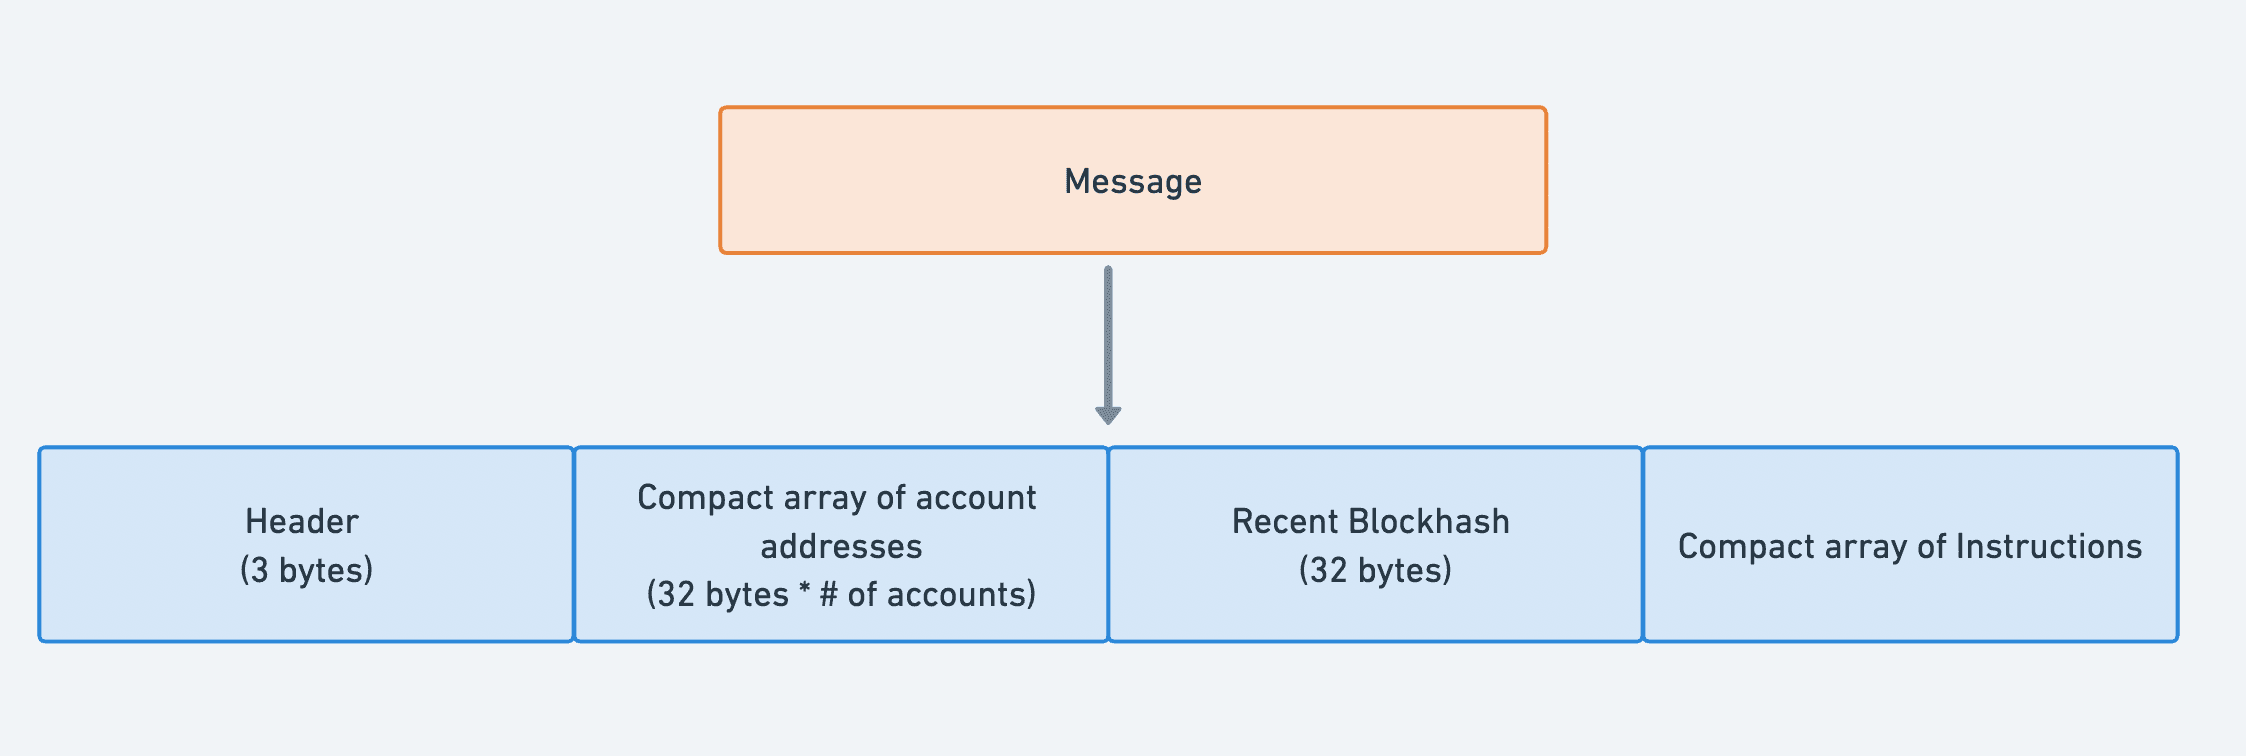 Message
Header
(3 bytes)
Compact array of account
addresses
(32 bytes * # of accounts)
Recent Blockhash
(32 bytes)
Compact array of Instructions